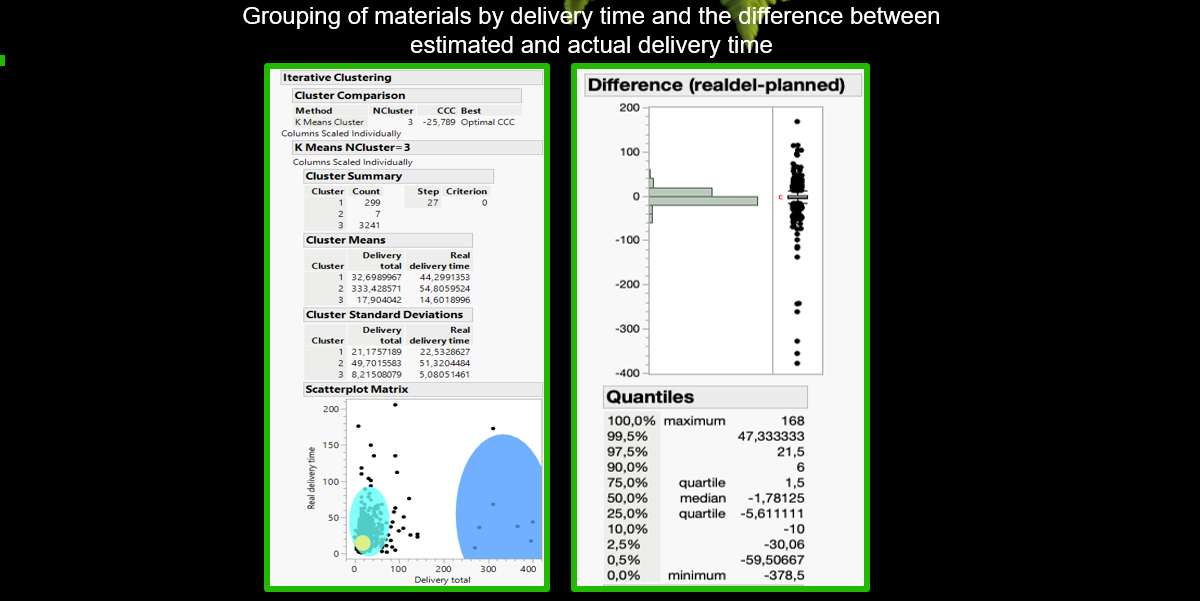 Grouping of materials by delivery time and the difference between
estimated and actual delivery time
Iterative Clustering
Cluster Comparison
Method NCluster CCC Best
K Means Cluster 3 -25,789 Optimal CCC
Columns Scaled Individually
K Means NCluster=3
Columns Scaled Individually
Cluster Summary
Cluster Count Step Criterion
1 299 27 0
2 7
3 3241
Cluster Means
Delivery Real
Cluster total delivery time
1 32,6989967 44,2991353
2 333,428571 54,8059524
3 17,904042 14,6018996
Cluster Standard Deviations
Delivery Real
Cluster total delivery time
1 21,1757189 22,5328627
2 49,7015583 51,3204484
3 8,21508079 5,08051461
Scatterplot Matrix
200
150
100
50
0
Real delivery time
0 100 200 300 400
Delivery total
Difference (realdel-planned)
200
100
0
-100
-200
-300
-400
Quantiles
100,0% maximum 168
99,5% 47,333333
97,5% 21,5
90,0% 6
75,0% quartile 1,5
50,0% median -1,78125
25,0% quartile -5,611111
10,0% -10
2,5% -30,06
0,5% -59,50667
0,0% minimum -378,5